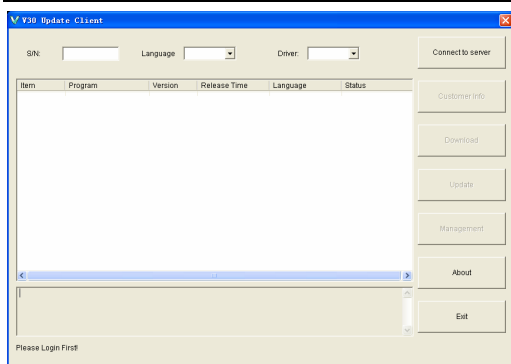 V30 Update Client
S/N: Language Driver: Connect to server
Item Program Version Release Time Language Status
Customer Info
Download
Update
Management
About
Exit
Please Login First!